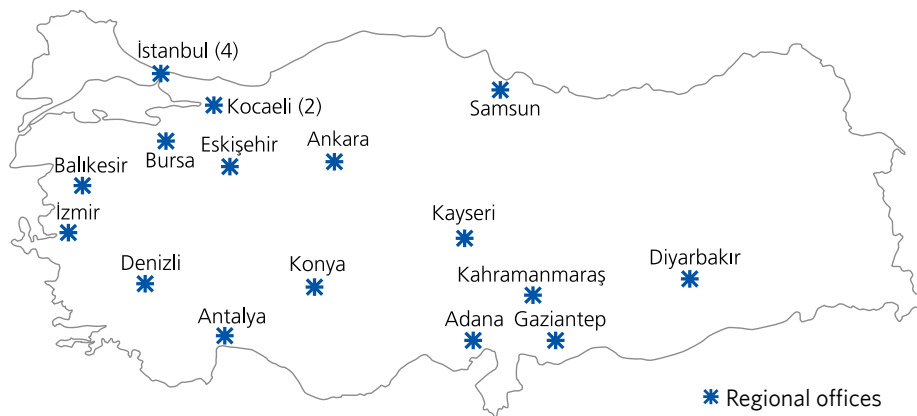 İstanbul (4)
Kocaeli (2)
Samsun
Bursa
Eskişehir
Ankara
Balıkesir
İzmir
Kayseri
Denizli
Konya
Kahramanmaraş
Diyarbakır
Antalya
Adana
Gaziantep
Regional offices